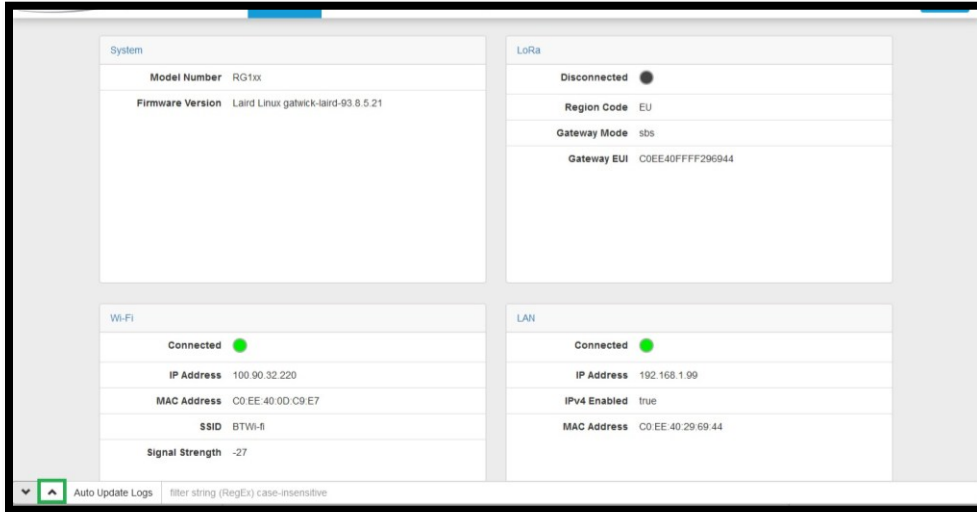 System
Model Number RG1xx
Firmware Version Laird Linux gatwick-laird-93.8.5.21
LoRa
Disconnected
Region Code EU
Gateway Mode sbs
Gateway EUI C0EE40FFFF296944
Wi-Fi
Connected
IP Address 100.90.32.220
MAC Address C0:EE:40:0D:C9:E7
SSID BTWi-fi
Signal Strength -27
LAN
Connected
IP Address 192.168.1.99
IPv4 Enabled true
MAC Address C0:EE:40:29:69:44
Auto Update Logs filter string (RegEx) case-insensitive